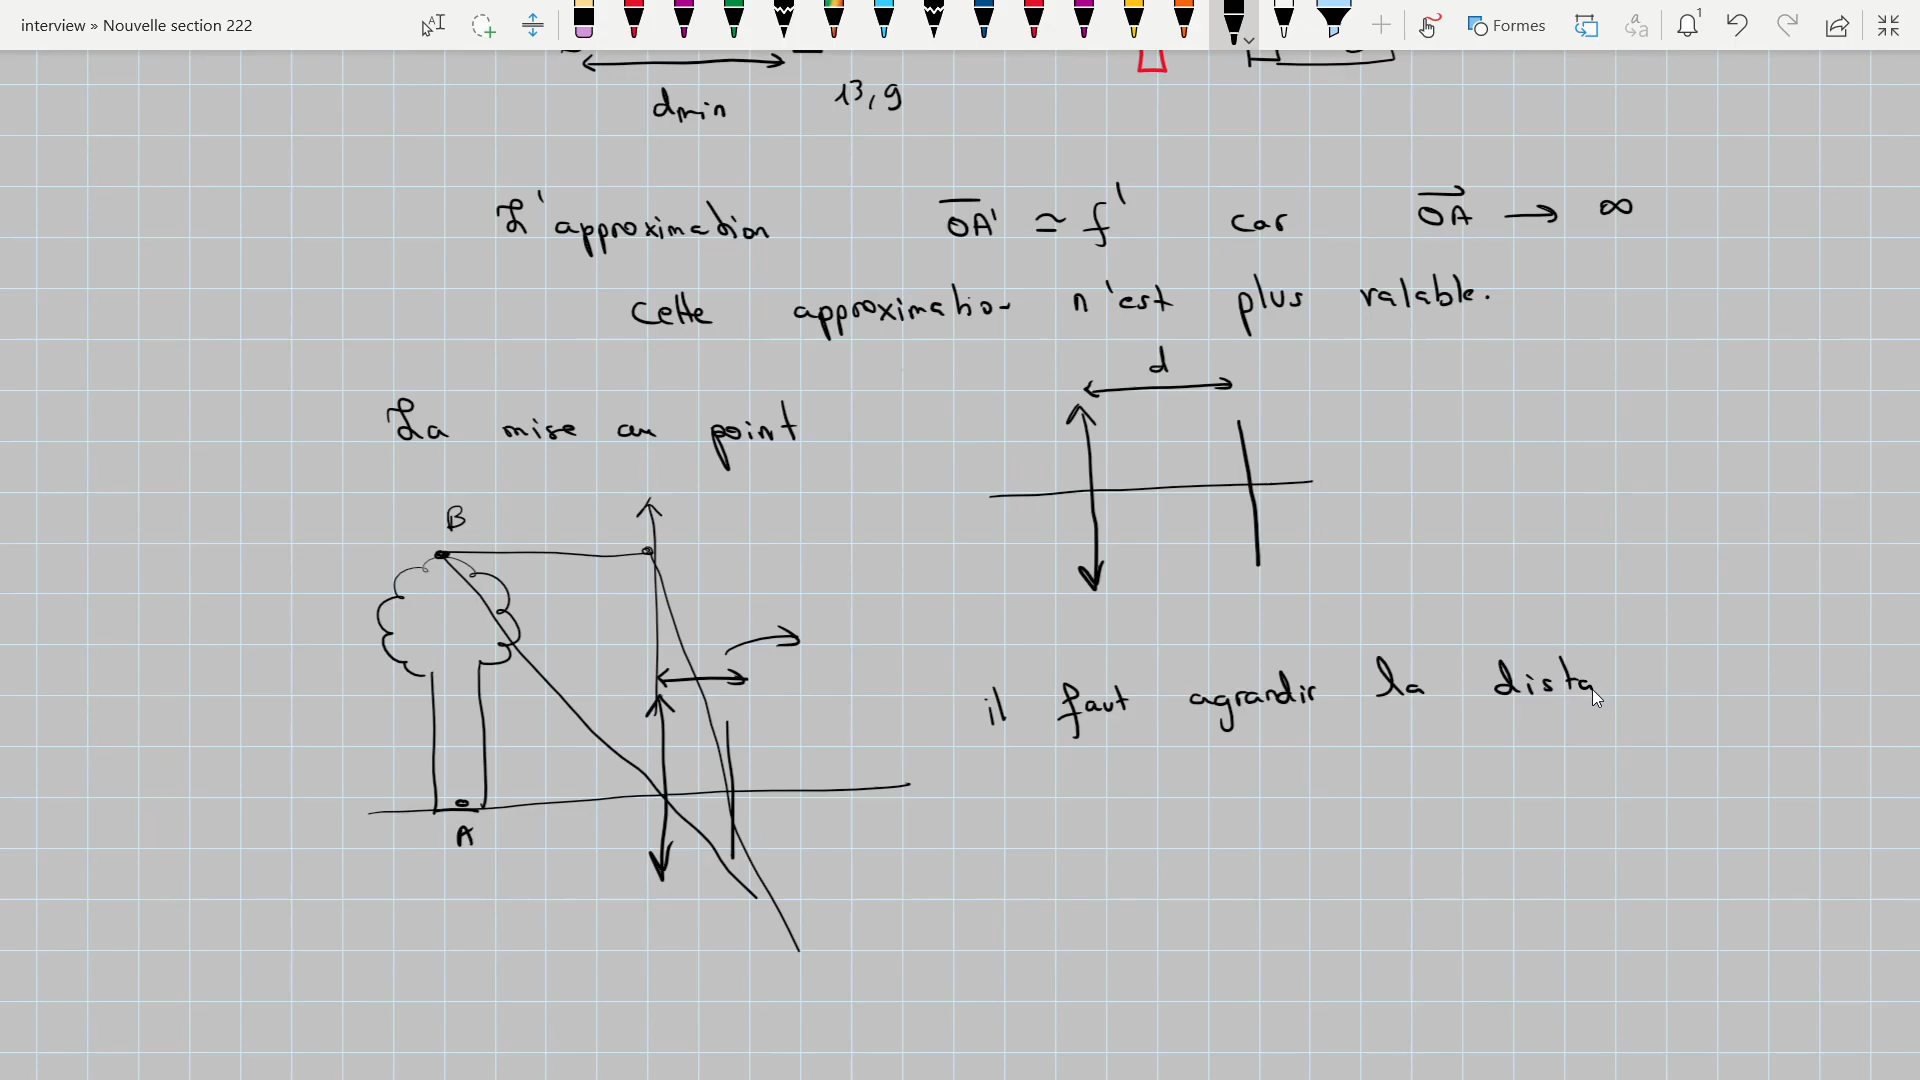 interview » Nouvelle section 222
Formes
1
dmin
13,9
L'approximation OA' ≃ f' car OA → ∞
Cette approximation n'est plus valable.
d
La mise au point
B
il faut agrandir la dista
A